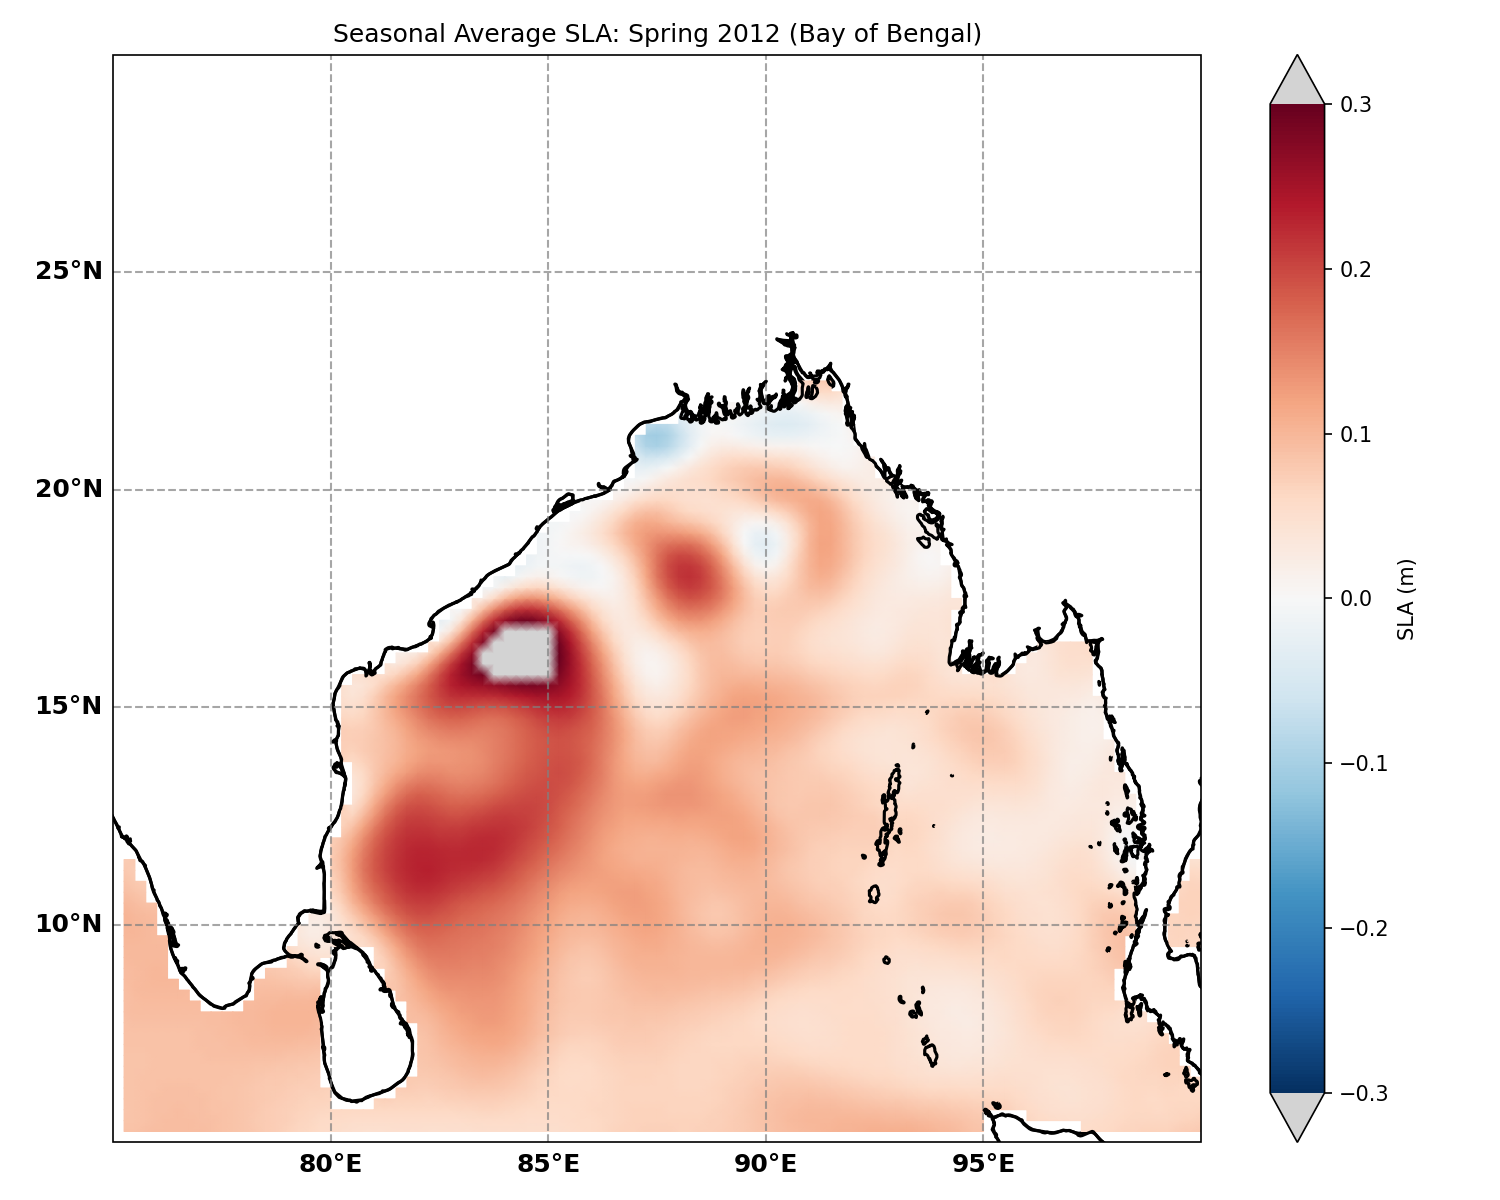 Seasonal Average SLA: Spring 2012 (Bay of Bengal)
25°N
20°N
15°N
10°N
80°E
85°E
90°E
95°E
0.3
0.2
0.1
0.0
−0.1
−0.2
−0.3
SLA (m)